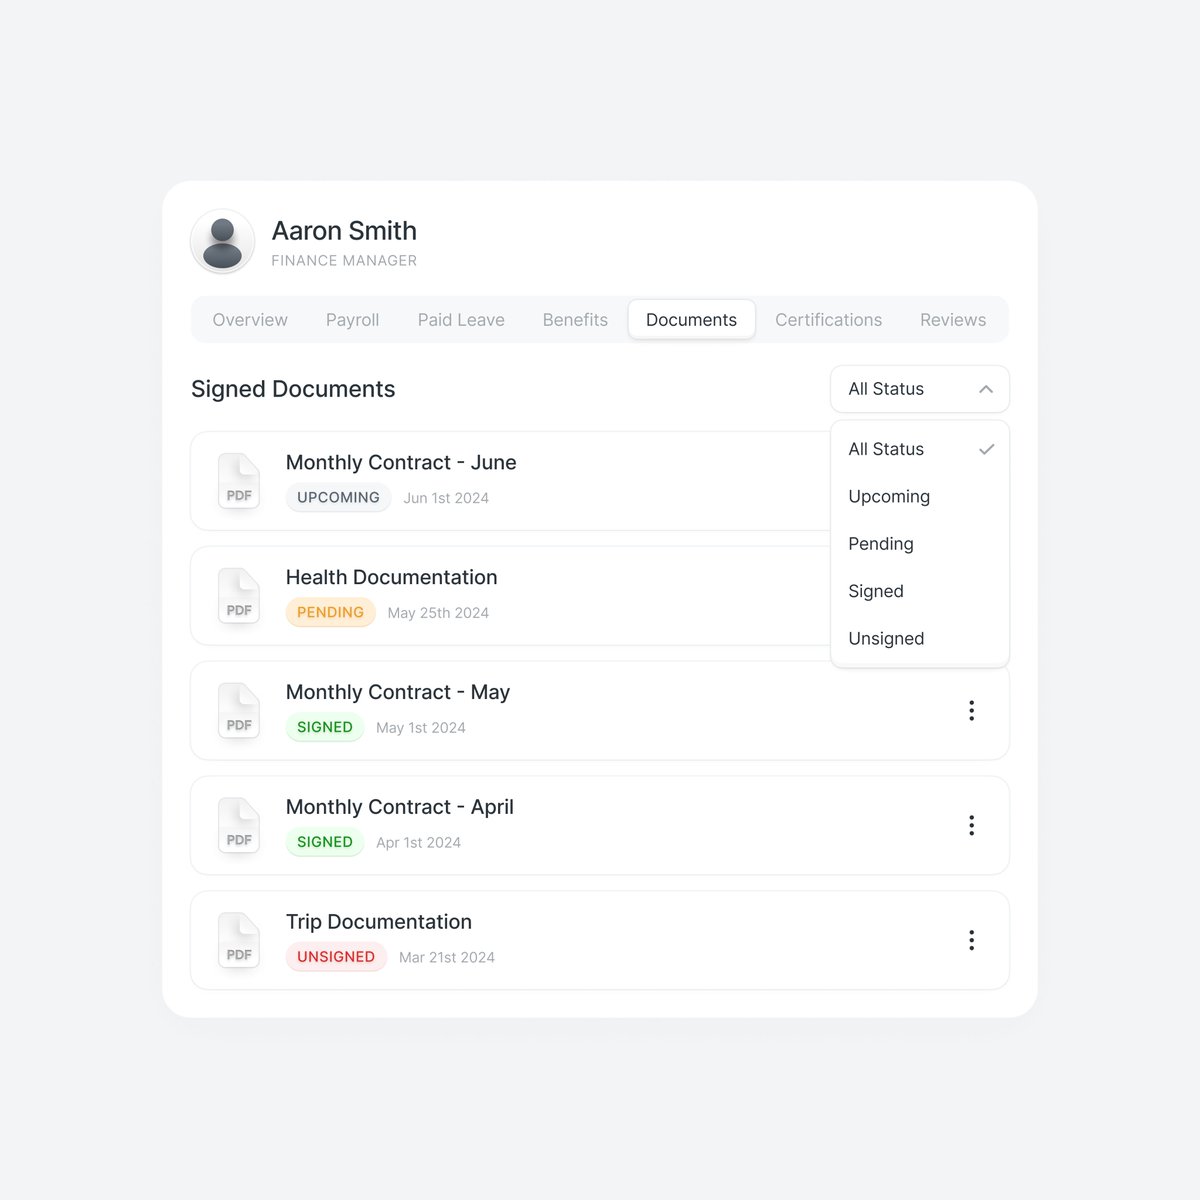 Aaron Smith
FINANCE MANAGER
Overview Payroll Paid Leave Benefits Documents Certifications Reviews
Signed Documents
All Status
All Status
Upcoming
Pending
Signed
Unsigned
PDF
Monthly Contract - June
UPCOMING Jun 1st 2024
PDF
Health Documentation
PENDING May 25th 2024
PDF
Monthly Contract - May
SIGNED May 1st 2024
PDF
Monthly Contract - April
SIGNED Apr 1st 2024
PDF
Trip Documentation
UNSIGNED Mar 21st 2024